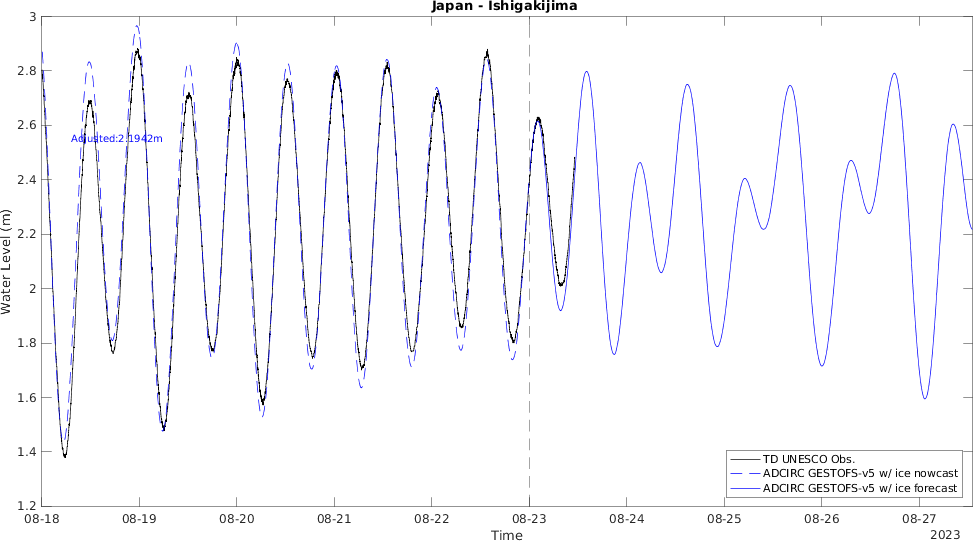 Japan - Ishigakijima
3
2.8
2.6
2.4
2.2
2
1.8
1.6
1.4
1.2
Water Level (m)
Adjusted:2.1942m
TD UNESCO Obs.
ADCIRC GESTOFS-v5 w/ ice nowcast
ADCIRC GESTOFS-v5 w/ ice forecast
08-18 08-19 08-20 08-21 08-22 08-23 08-24 08-25 08-26 08-27
Time
2023